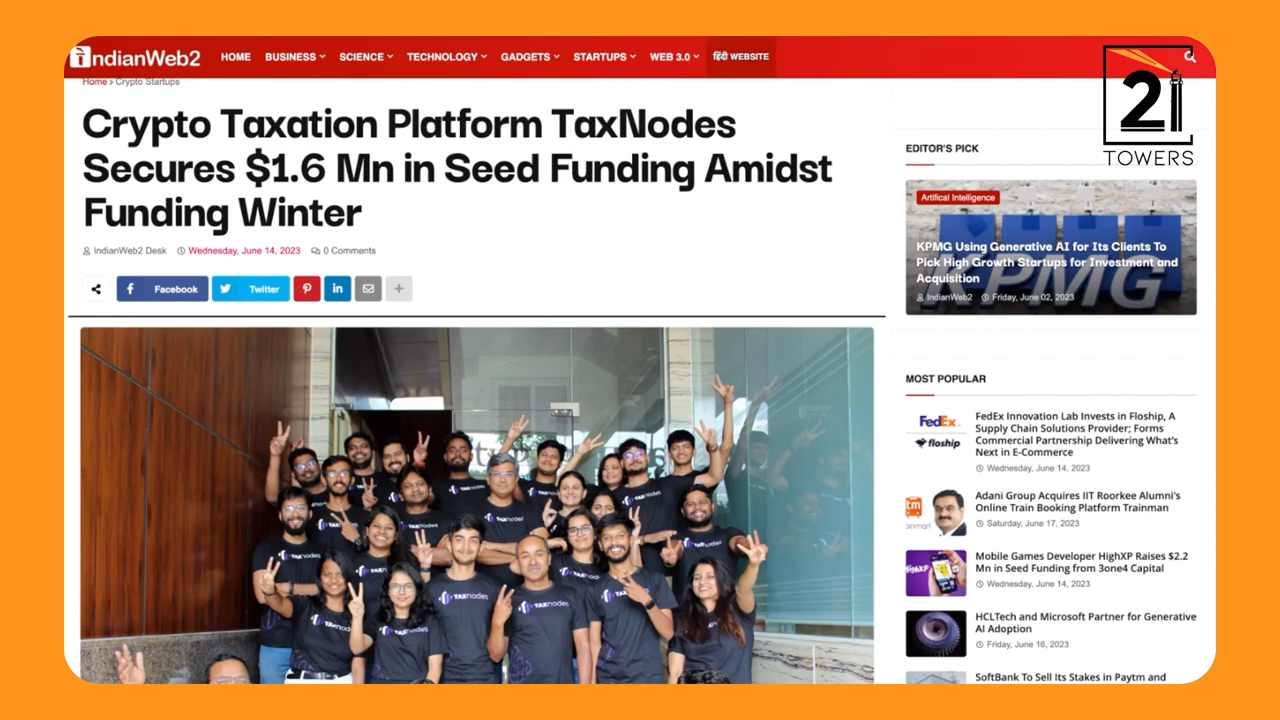 IndianWeb2
HOME BUSINESS SCIENCE TECHNOLOGY GADGETS STARTUPS WEB 3.0 हिंदी WEBSITE
Home > Crypto Startups
Crypto Taxation Platform TaxNodes
Secures $1.6 Mn in Seed Funding Amidst
Funding Winter
IndianWeb2 Desk Wednesday, June 14, 2023 0 Comments
Facebook Twitter
TAXnodes
TAXnodes
TAXnodes
TAXnodes
21
TOWERS
EDITOR'S PICK
Artifical Intelligence
KPMG
KPMG Using Generative AI for Its Clients To
Pick High Growth Startups for Investment and
Acquisition
IndianWeb2 Friday, June 02, 2023
MOST POPULAR
FedEx
floship
FedEx Innovation Lab Invests in Floship, A
Supply Chain Solutions Provider; Forms
Commercial Partnership Delivering What's
Next in E-Commerce
Wednesday, June 14, 2023
Adani Group Acquires IIT Roorkee Alumni's
Online Train Booking Platform Trainman
Saturday, June 17, 2023
Mobile Games Developer HighXP Raises $2.2
Mn in Seed Funding from 3one4 Capital
Wednesday, June 14, 2023
HCLTech and Microsoft Partner for Generative
AI Adoption
Friday, June 16, 2023
SoftBank To Sell Its Stakes in Paytm and